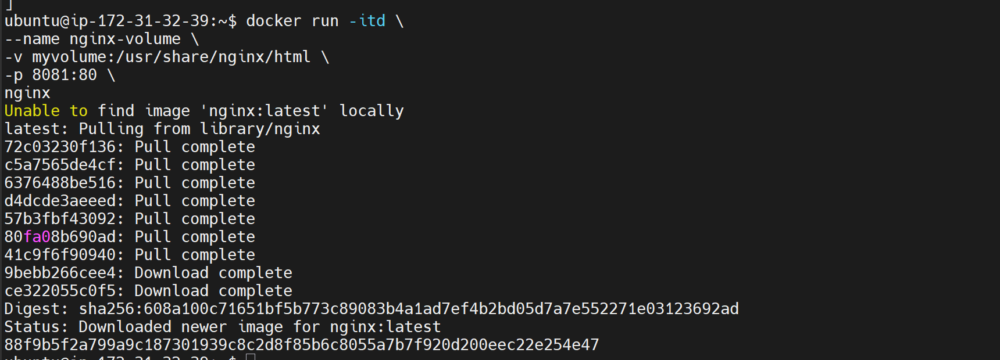 ]
ubuntu@ip-172-31-32-39:~$ docker run -itd \
--name nginx-volume \
-v myvolume:/usr/share/nginx/html \
-p 8081:80 \
nginx
Unable to find image 'nginx:latest' locally
latest: Pulling from library/nginx
72c03230f136: Pull complete
c5a7565de4cf: Pull complete
6376488be516: Pull complete
d4dcde3aeeed: Pull complete
57b3fbf43092: Pull complete
80fa08b690ad: Pull complete
41c9f6f90940: Pull complete
9bebb266cee4: Download complete
ce322055c0f5: Download complete
Digest: sha256:608a100c71651bf5b773c89083b4a1ad7ef4b2bd05d7a7e552271e03123692ad
Status: Downloaded newer image for nginx:latest
88f9b5f2a799a9c187301939c8c2d8f85b6c8055a7b7f920d200eec22e254e47
ubuntu@ip-172-31-32-39:~$